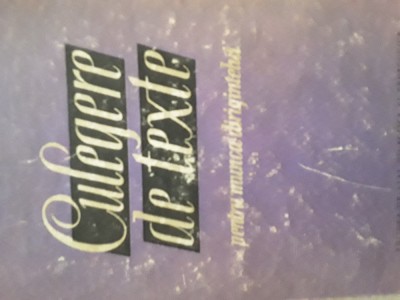 Culegere
de texte
pentru munca dirigintelui